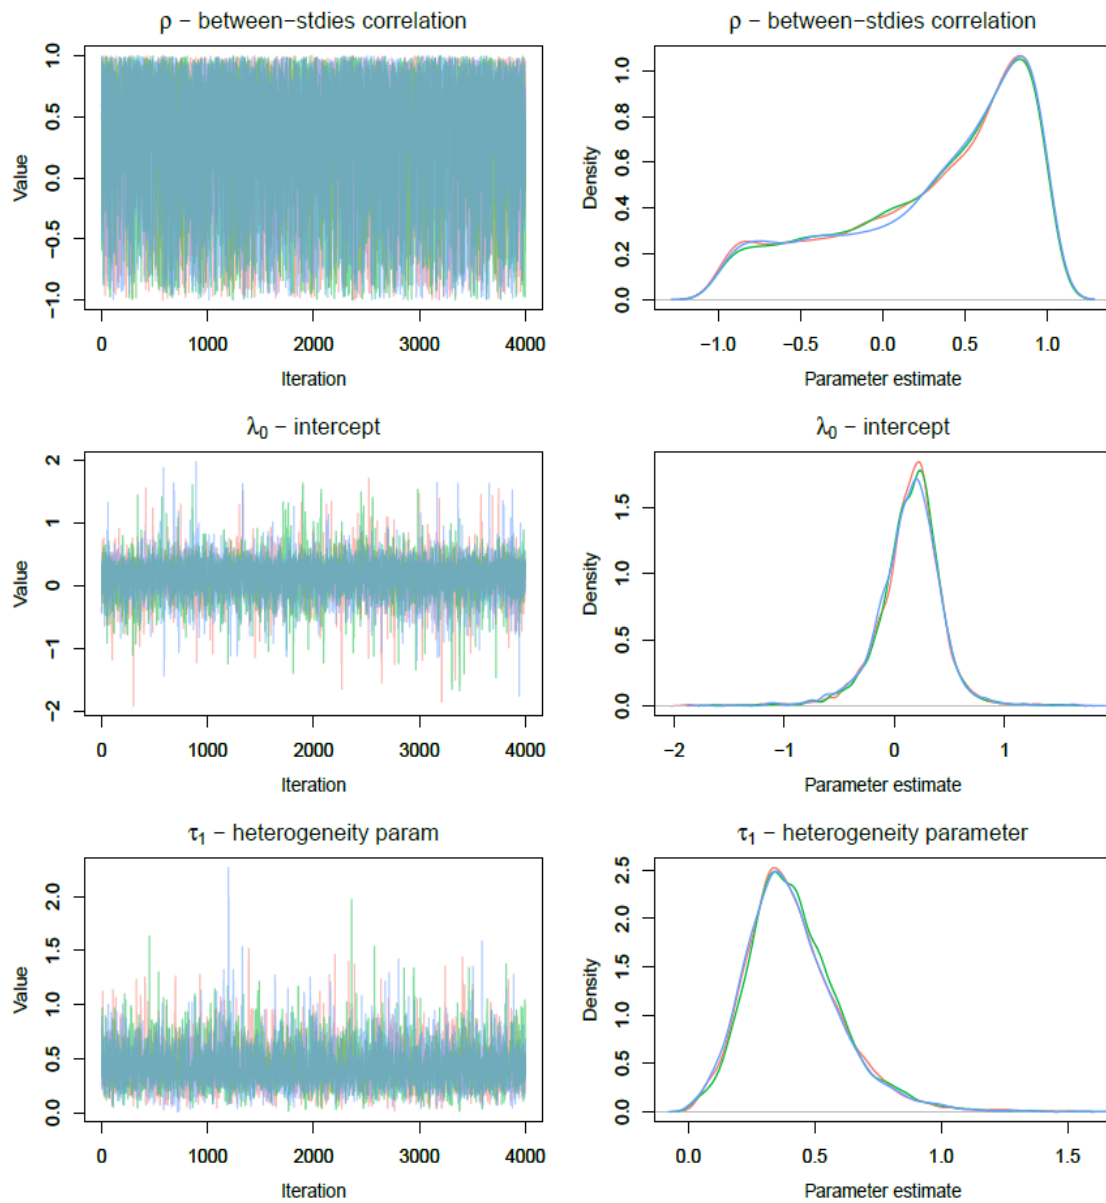 ρ − between−stdies correlation
Value
1.0
0.5
0.0
−0.5
−1.0
0 1000 2000 3000 4000
Iteration
ρ − between−stdies correlation
Density
1.0
0.8
0.6
0.4
0.2
0.0
−1.0 −0.5 0.0 0.5 1.0
Parameter estimate
λ0 − intercept
Value
2
1
0
−1
−2
0 1000 2000 3000 4000
Iteration
λ0 − intercept
Density
1.5
1.0
0.5
0.0
−2 −1 0 1
Parameter estimate
τ1 − heterogeneity param
Value
2.0
1.5
1.0
0.5
0.0
0 1000 2000 3000 4000
Iteration
τ1 − heterogeneity parameter
Density
2.5
2.0
1.5
1.0
0.5
0.0
0.0 0.5 1.0 1.5
Parameter estimate